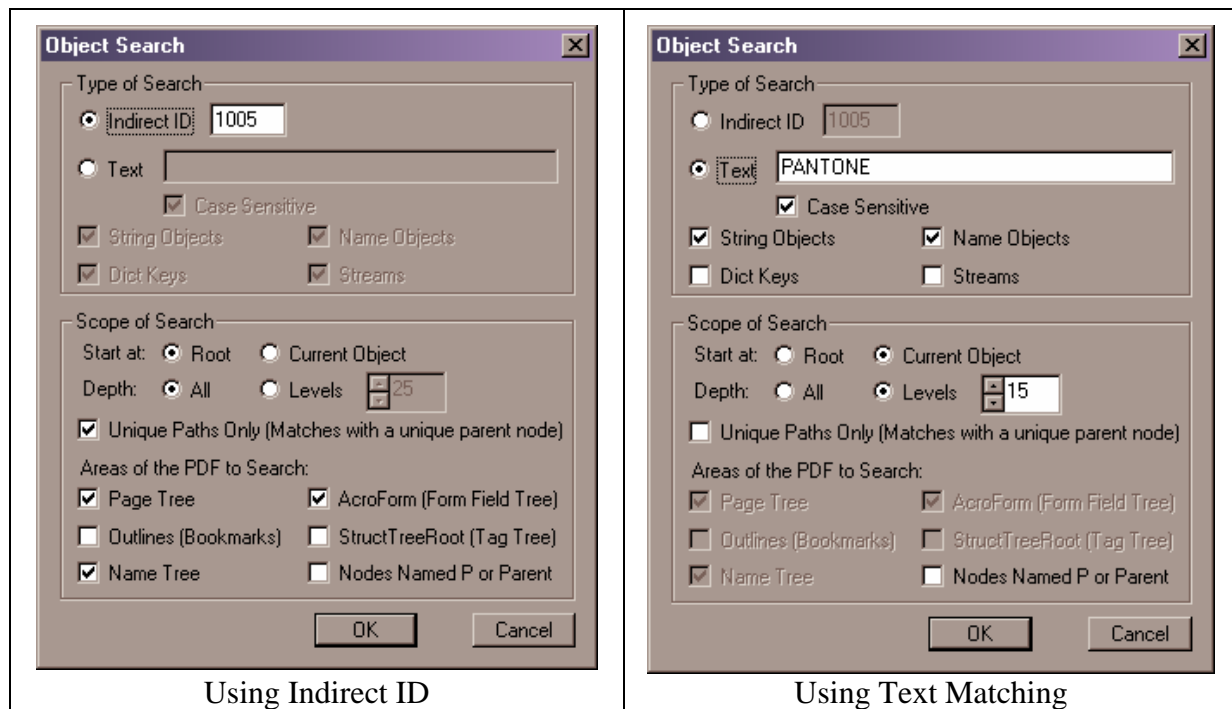 Object Search
Type of Search
Indirect ID 1005
Text
Case Sensitive
String Objects Name Objects
Dict Keys Streams
Scope of Search
Start at: Root Current Object
Depth: All Levels 25
Unique Paths Only (Matches with a unique parent node)
Areas of the PDF to Search:
Page Tree AcroForm (Form Field Tree)
Outlines (Bookmarks) StructTreeRoot (Tag Tree)
Name Tree Nodes Named P or Parent
OK Cancel
Using Indirect ID
Object Search
Type of Search
Indirect ID 1005
Text PANTONE
Case Sensitive
String Objects Name Objects
Dict Keys Streams
Scope of Search
Start at: Root Current Object
Depth: All Levels 15
Unique Paths Only (Matches with a unique parent node)
Areas of the PDF to Search:
Page Tree AcroForm (Form Field Tree)
Outlines (Bookmarks) StructTreeRoot (Tag Tree)
Name Tree Nodes Named P or Parent
OK Cancel
Using Text Matching